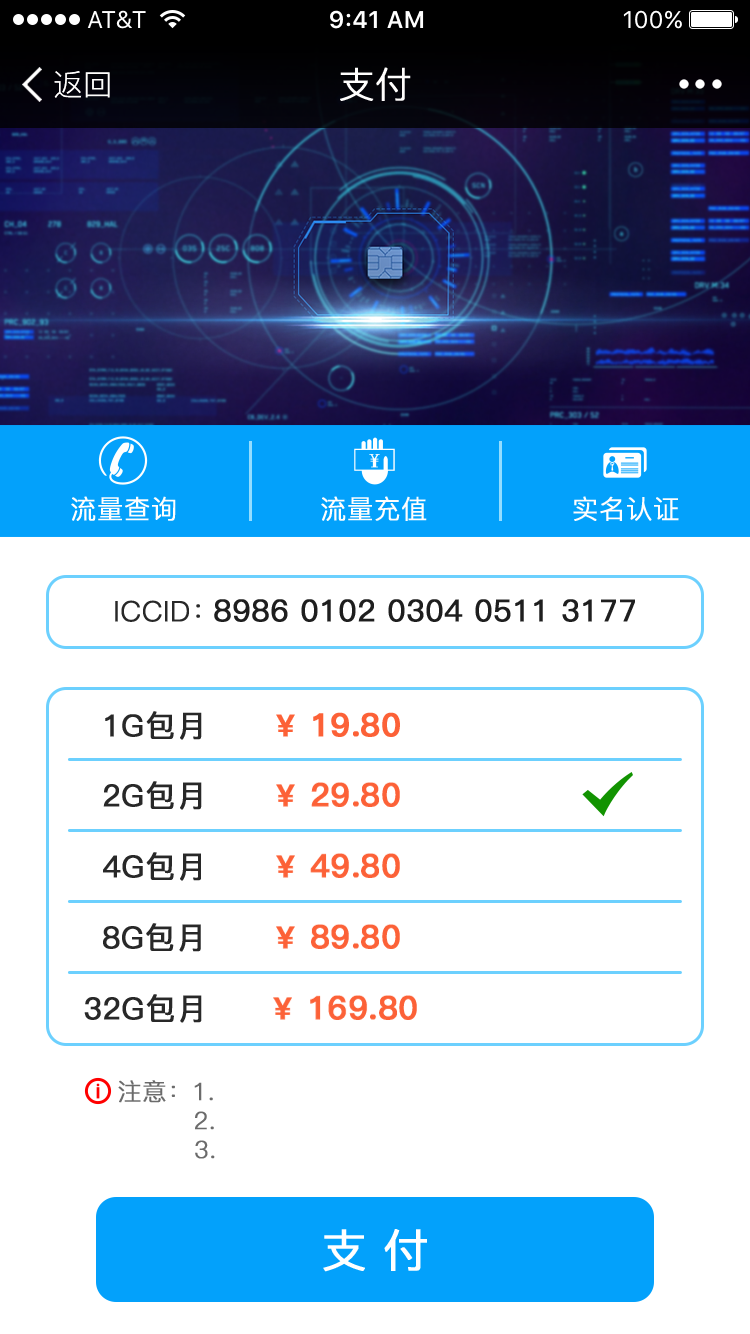 AT&T 9:41 AM 100%
返回 支付
流量查询 流量充值 实名认证
ICCID: 8986 0102 0304 0511 3177
1G包月 ¥ 19.80
2G包月 ¥ 29.80
4G包月 ¥ 49.80
8G包月 ¥ 89.80
32G包月 ¥ 169.80
注意: 1.
2.
3.
支付